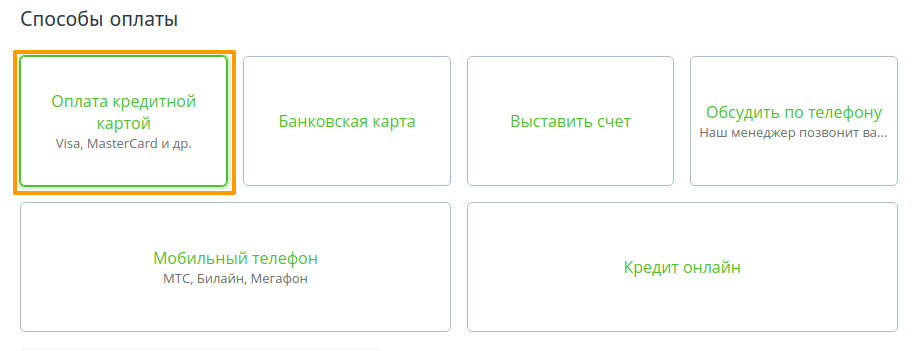 Способы оплаты
Оплата кредитной
картой
Visa, MasterCard и др.
Банковская карта
Выставить счет
Обсудить по телефону
Наш менеджер позвонит ва...
Мобильный телефон
МТС, Билайн, Мегафон
Кредит онлайн